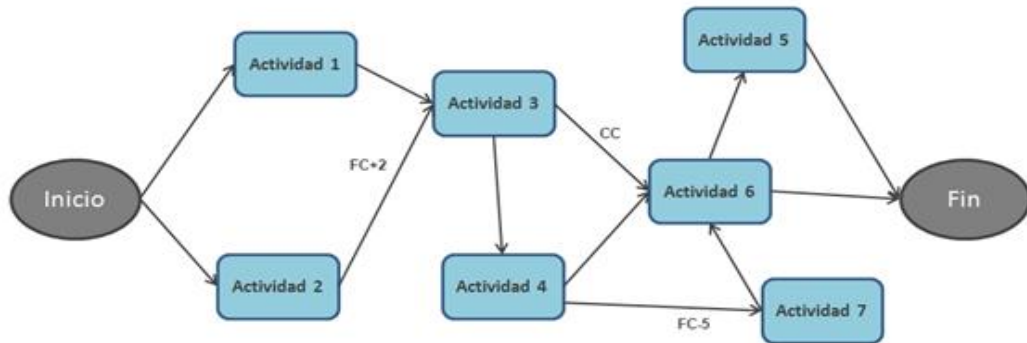 Actividad 1
Actividad 5
Actividad 3
CC
FC+2
Inicio
Actividad 6
Fin
Actividad 2
Actividad 4
Actividad 7
FC-5